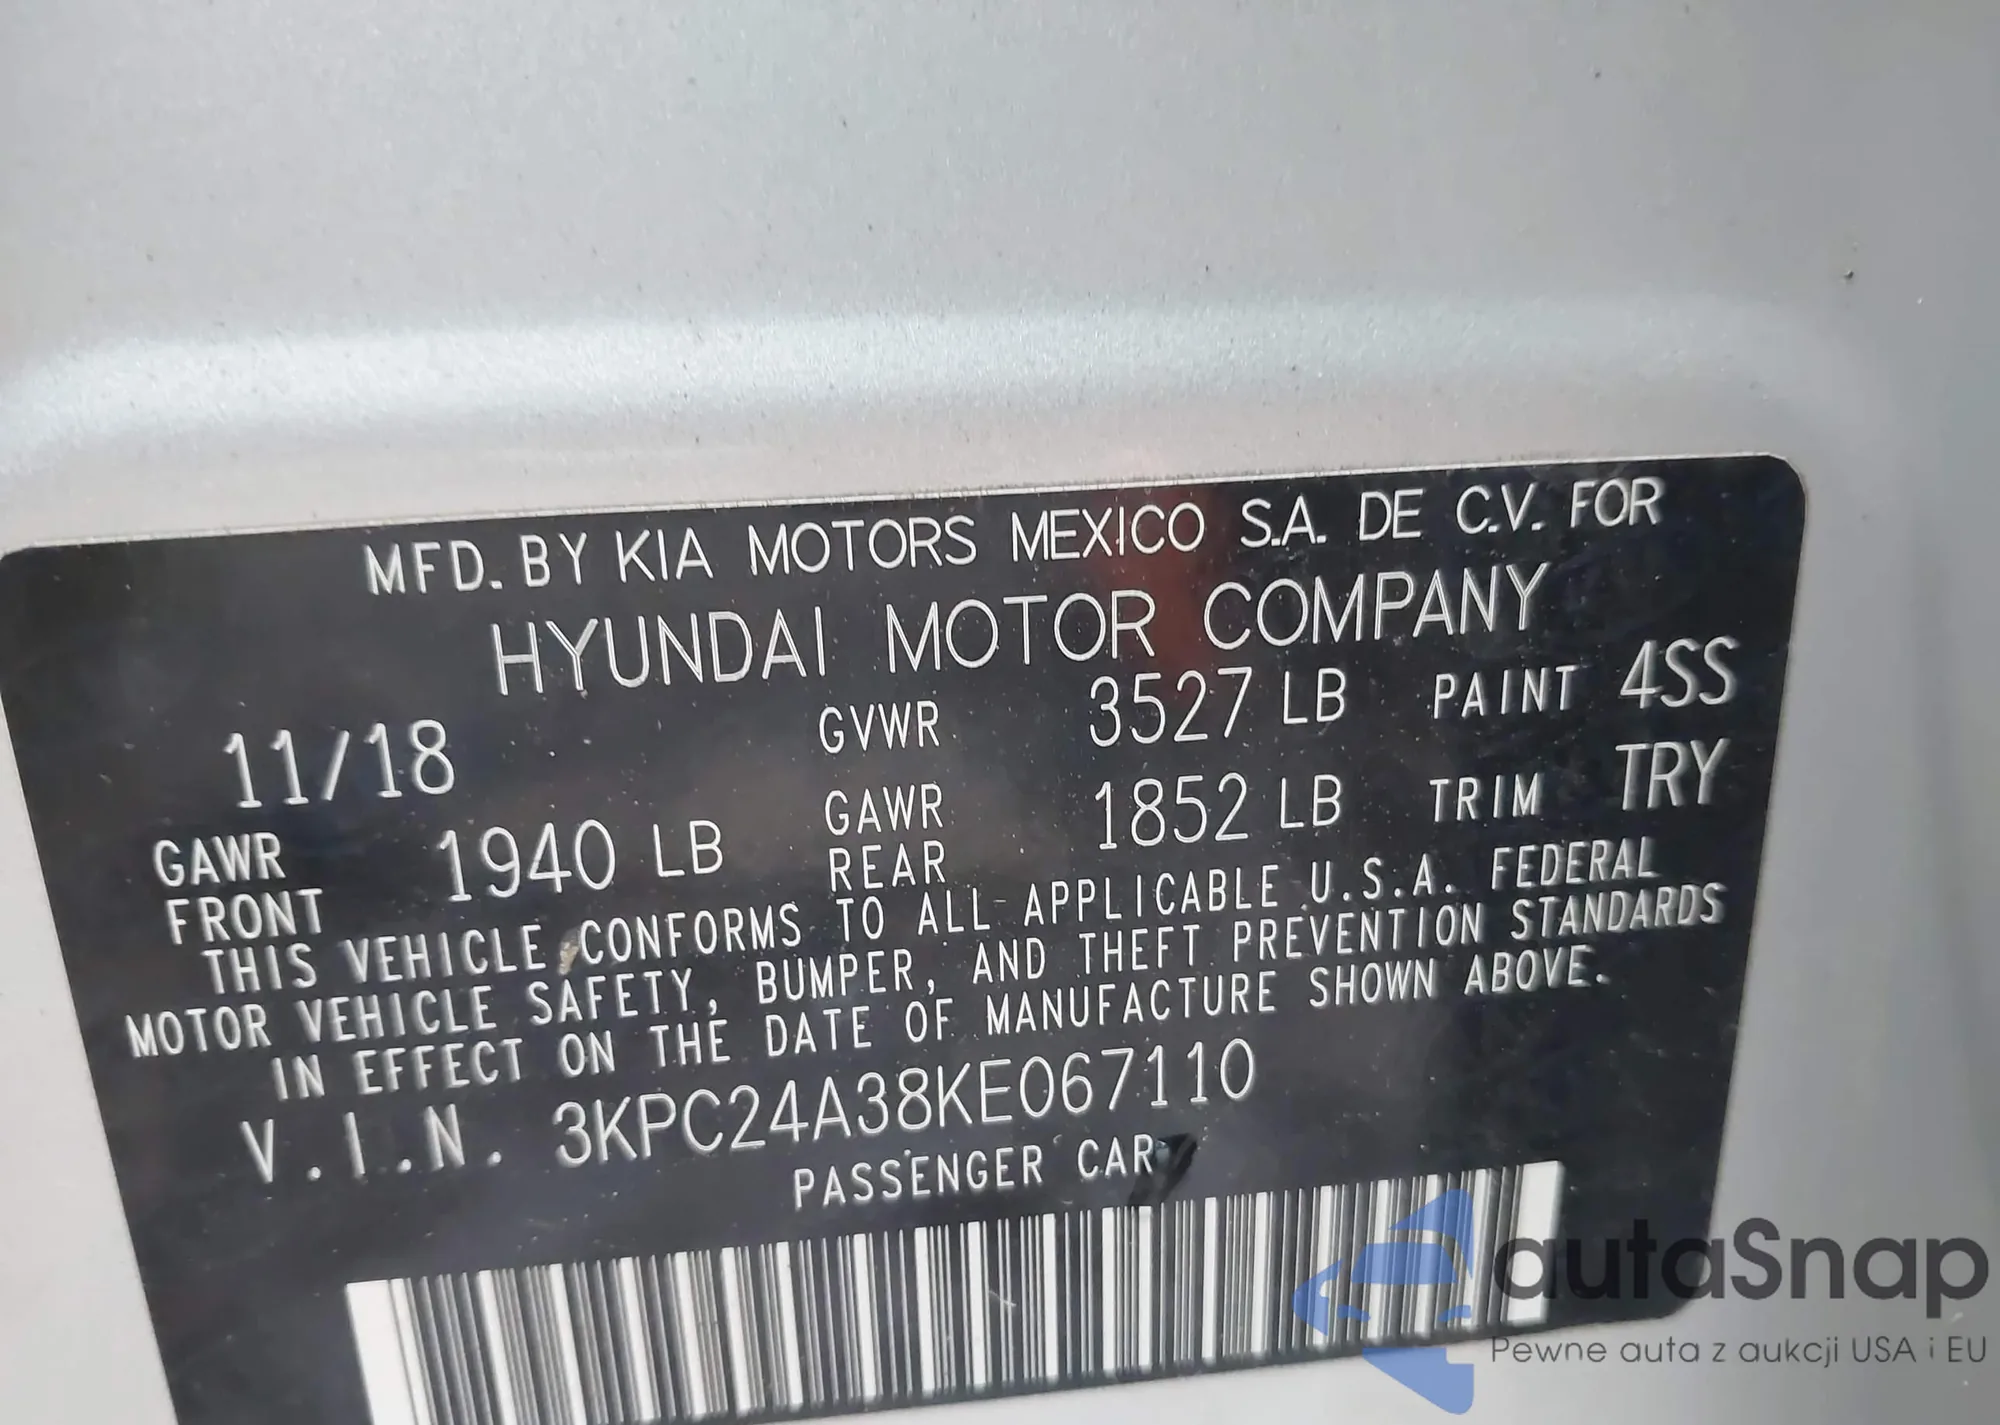 MFD. BY KIA MOTORS MEXICO S.A. DE C.V. FOR
HYUNDAI MOTOR COMPANY
11/18 GVWR 3527 LB PAINT 4SS
GAWR FRONT 1940 LB GAWR REAR 1852 LB TRIM TRY
THIS VEHICLE CONFORMS TO ALL APPLICABLE U.S.A. FEDERAL
MOTOR VEHICLE SAFETY, BUMPER, AND THEFT PREVENTION STANDARDS
IN EFFECT ON THE DATE OF MANUFACTURE SHOWN ABOVE.
V.I.N. 3KPC24A38KE067110
PASSENGER CAR
autaSnap
Pewne auta z aukcji USA i EU